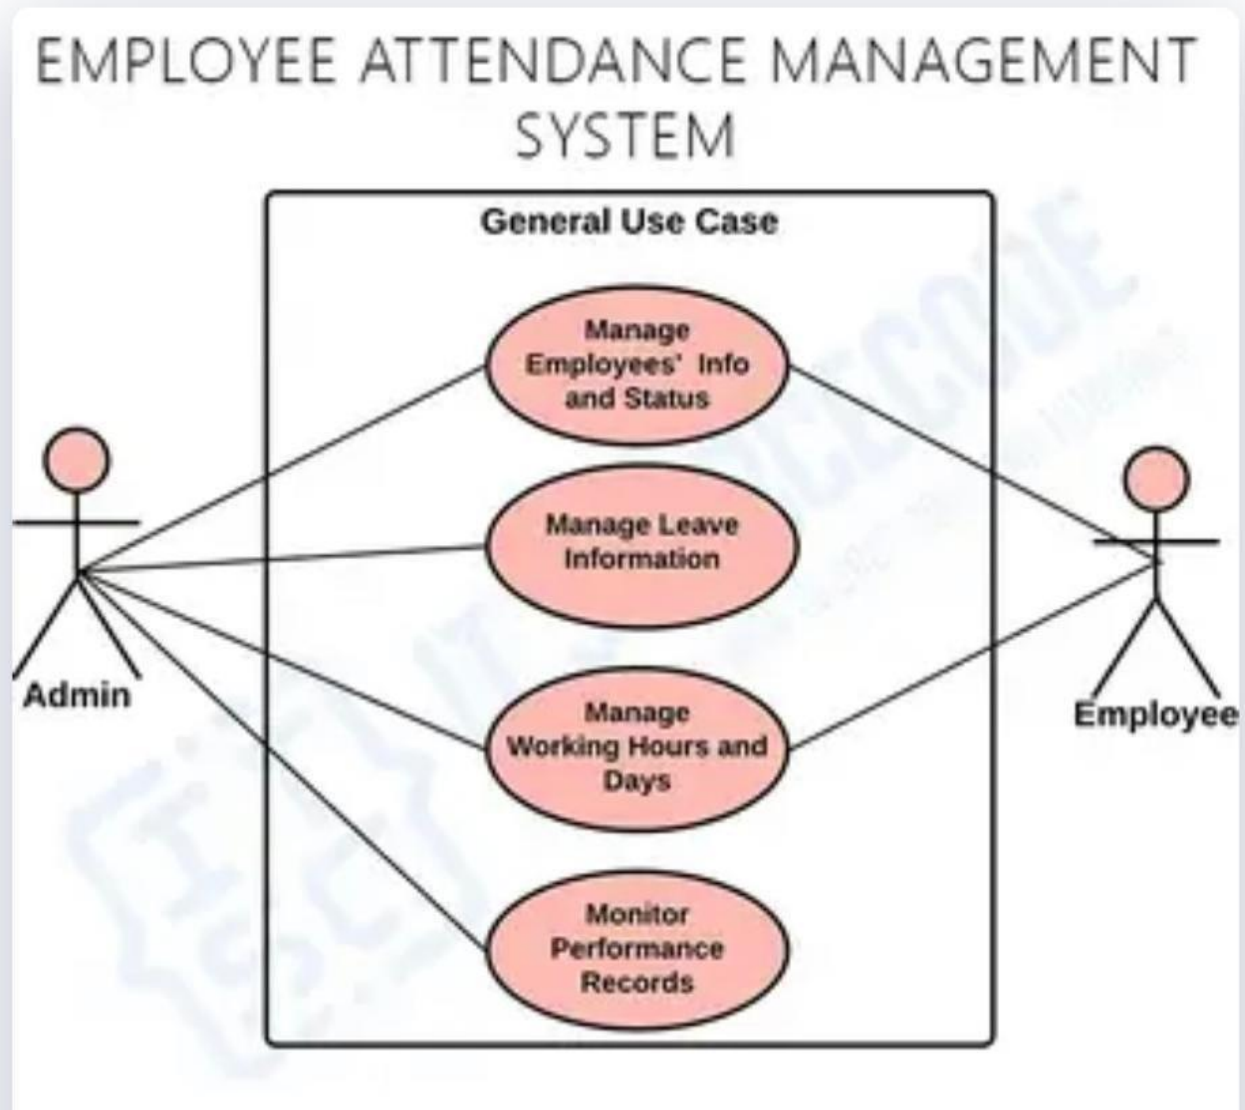 EMPLOYEE ATTENDANCE MANAGEMENT
SYSTEM
General Use Case
Manage
Employees' Info
and Status
Manage Leave
Information
Manage
Working Hours and
Days
Monitor
Performance
Records
Admin
Employee